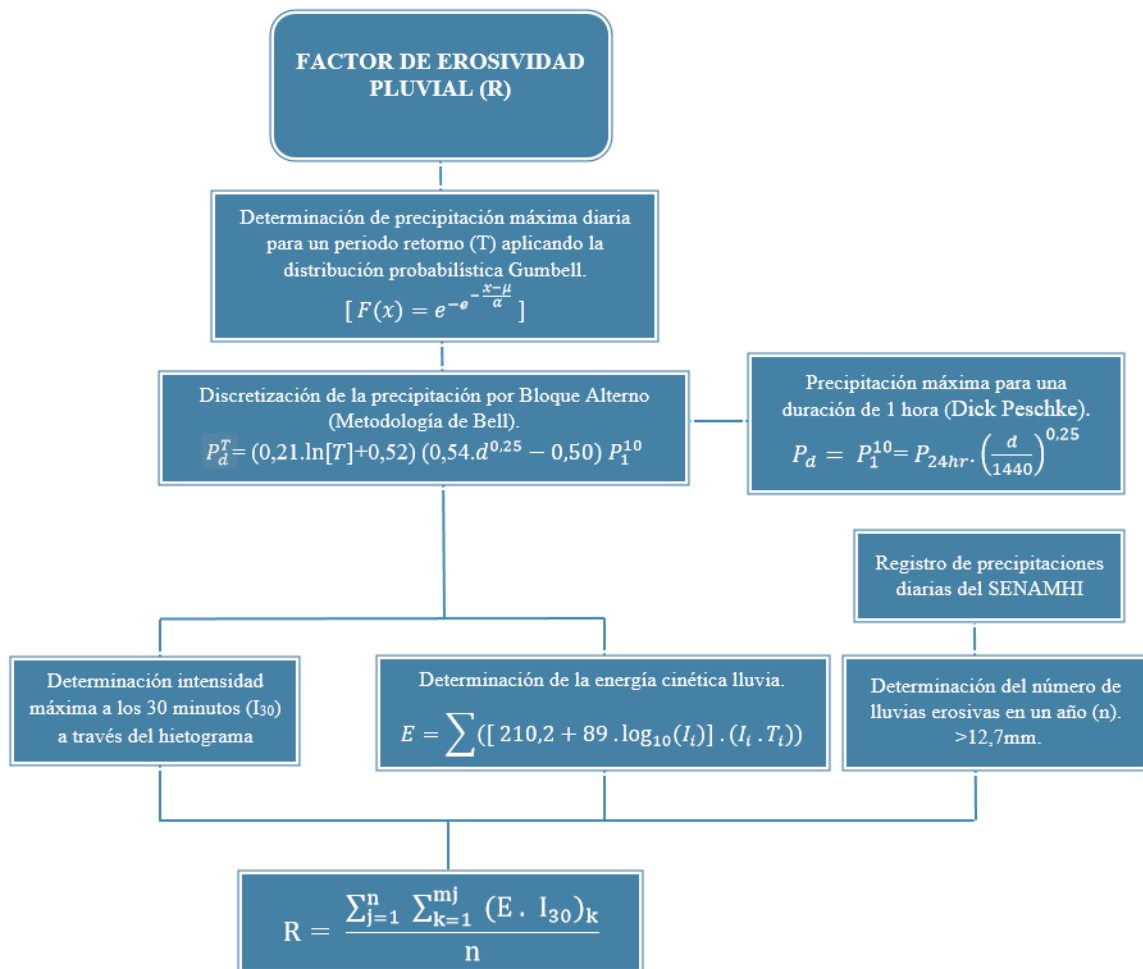 FACTOR DE EROSIVIDAD
PLUVIAL (R)
Determinación de precipitación máxima diaria
para un periodo retorno (T) aplicando la
distribución probabilística Gumbell.
[ F(x) = e^{-e^{-\frac{x-μ}{α}}} ]
Discretización de la precipitación por Bloque Alterno
(Metodología de Bell).
P_d^T= (0,21.ln[T]+0,52) (0,54.d^{0,25} − 0,50) P_1^{10}
Precipitación máxima para una
duración de 1 hora (Dick Peschke).
P_d = P_1^{10}= P_{24hr}. (\frac{d}{1440})^{0,25}
Registro de precipitaciones
diarias del SENAMHI
Determinación intensidad
máxima a los 30 minutos (I_{30})
a través del hietograma
Determinación de la energía cinética lluvia.
E = ∑([ 210,2 + 89 . log_{10}(I_i)] . (I_i . T_i))
Determinación del número de
lluvias erosivas en un año (n).
>12,7mm.
R = \frac{∑_{j=1}^{n} ∑_{k=1}^{mj} (E . I_{30})_k}{n}